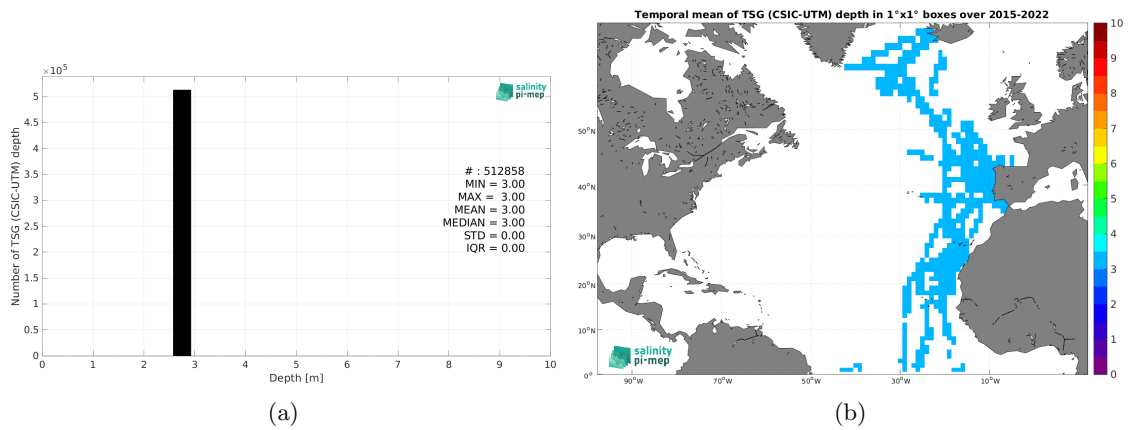 ×10⁵
5
4.5
4
3.5
3
2.5
2
1.5
1
0.5
0
Number of TSG (CSIC-UTM) depth
salinity
pi-mep
# : 512858
MIN = 3.00
MAX = 3.00
MEAN = 3.00
MEDIAN = 3.00
STD = 0.00
IQR = 0.00
0 1 2 3 4 5 6 7 8 9 10
Depth [m]
(a)
Temporal mean of TSG (CSIC-UTM) depth in 1°x1° boxes over 2015-2022
50°N
40°N
30°N
20°N
10°N
0°
90°W 70°W 50°W 30°W 10°W
salinity
pi-mep
10
9
8
7
6
5
4
3
2
1
0
(b)